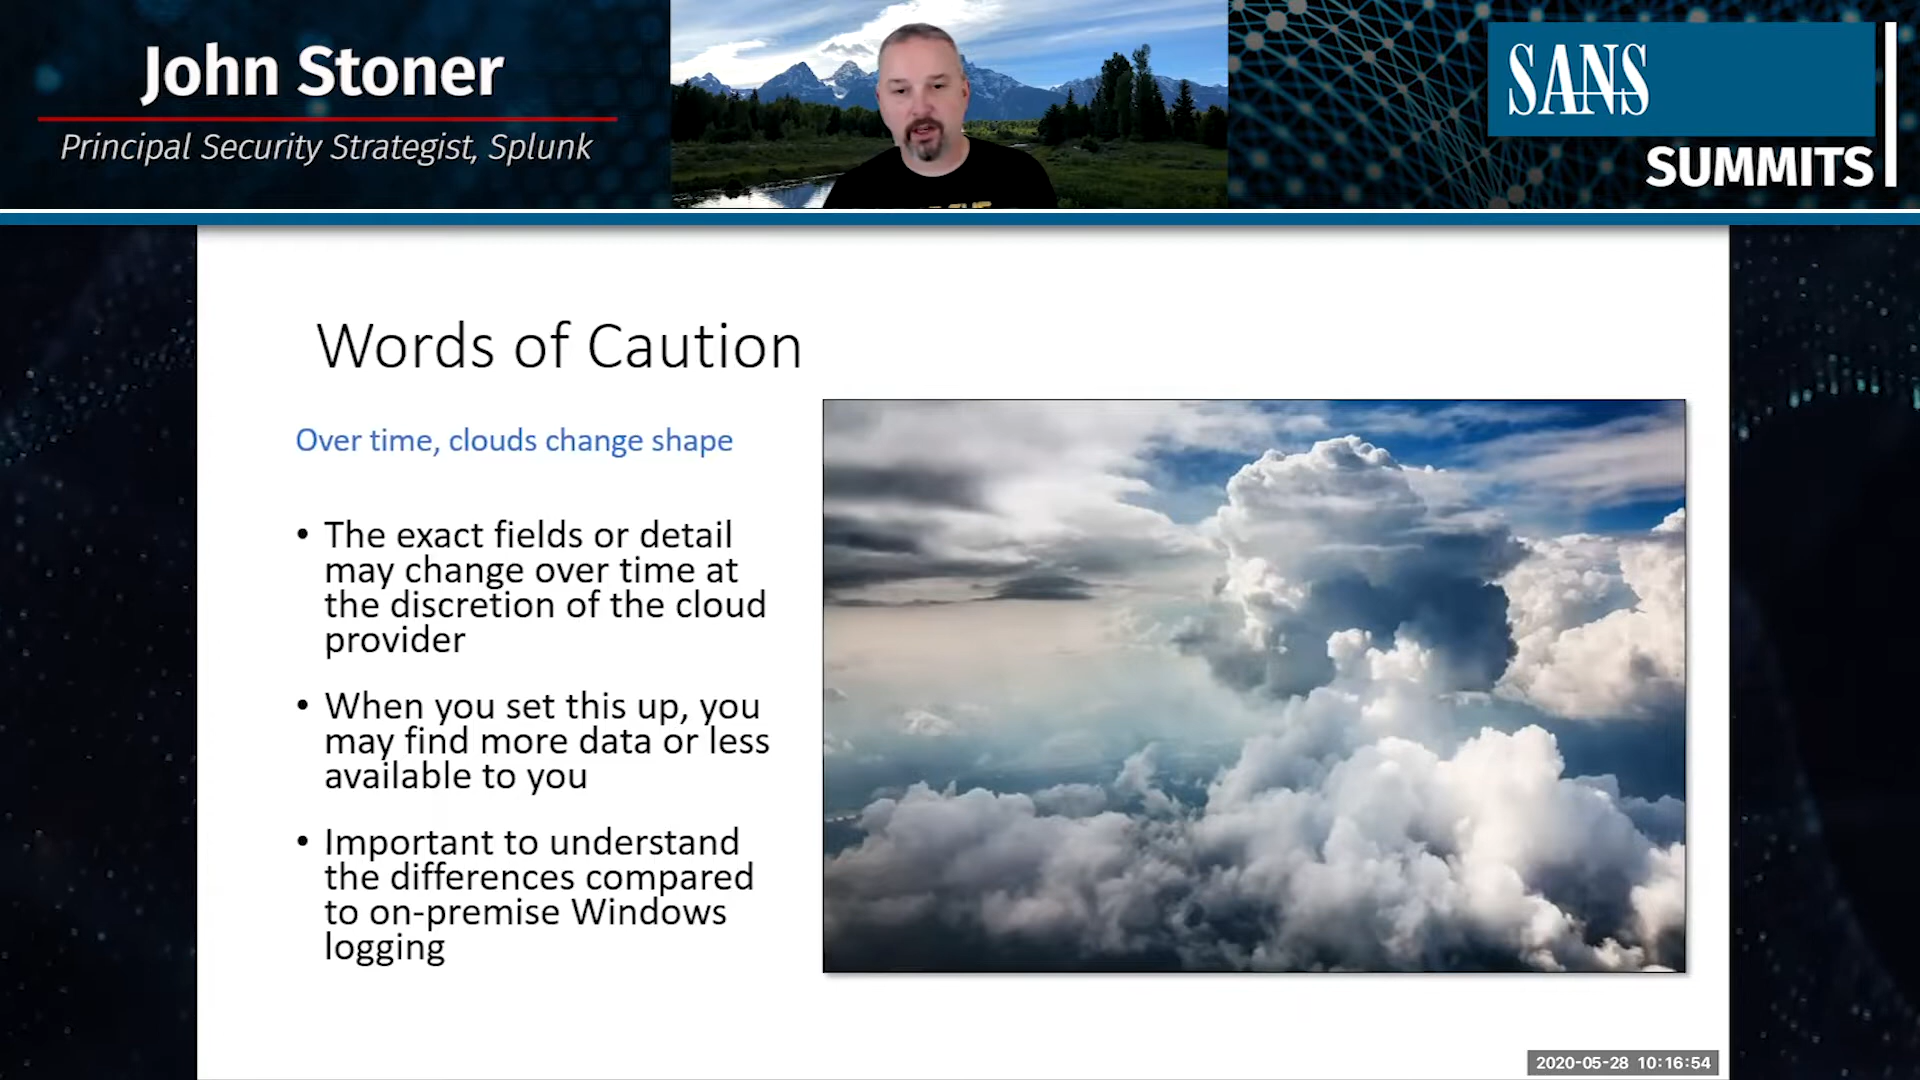 John Stoner
Principal Security Strategist, Splunk
SANS
SUMMITS
Words of Caution
Over time, clouds change shape
• The exact fields or detail
may change over time at
the discretion of the cloud
provider
• When you set this up, you
may find more data or less
available to you
• Important to understand
the differences compared
to on-premise Windows
logging
2020-05-28 10:16:54